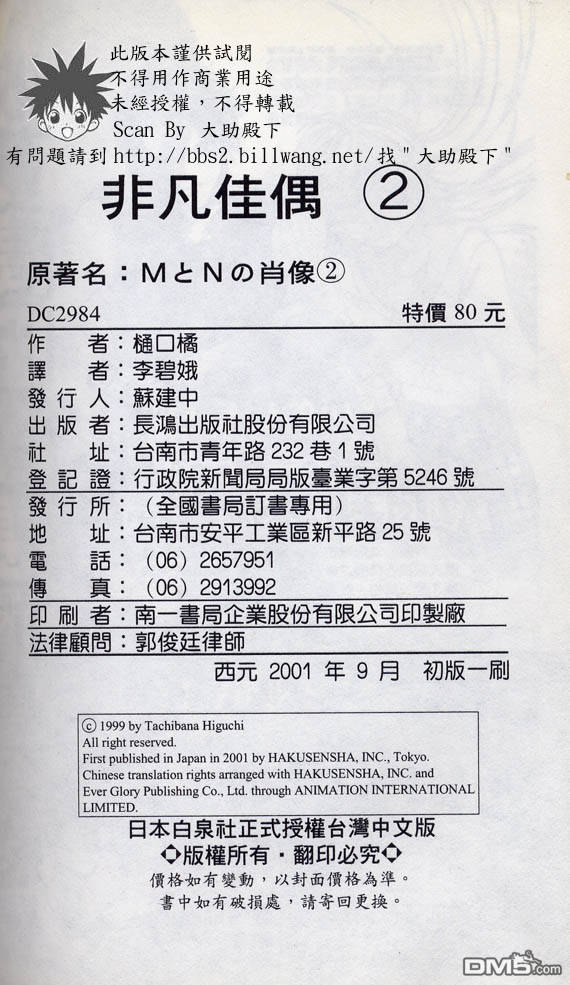 此版本謹供試閱
不得用作商業用途
未經授權，不得轉載
Scan By 大助殿下
有問題請到 http://bbs2.billwang.net/找 " 大助殿下 "
非凡佳偶 ②
原著名：MとNの肖像②
DC2984 特價 80 元
作者：樋口橘
譯者：李碧娥
發行人：蘇建中
出版者：長鴻出版社股份有限公司
社址：台南市青年路 232 巷 1 號
登記證：行政院新聞局局版臺業字第 5246 號
發行所：（全國書局訂書專用）
地址：台南市安平工業區新平路 25 號
電話：（06）2657951
傳真：（06）2913992
印刷者：南一書局企業股份有限公司印製廠
法律顧問：郭俊廷律師
西元 2001 年 9 月 初版一刷
© 1999 by Tachibana Higuchi
All right reserved.
First published in Japan in 2001 by HAKUSENSHA, INC., Tokyo.
Chinese translation rights arranged with HAKUSENSHA, INC. and
Ever Glory Publishing Co., Ltd. through ANIMATION INTERNATIONAL
LIMITED.
日本白泉社正式授權台灣中文版
◇版權所有・翻印必究◇
價格如有變動，以封面價格為準。
書中如有破損處，請寄回更換。
DM5.com